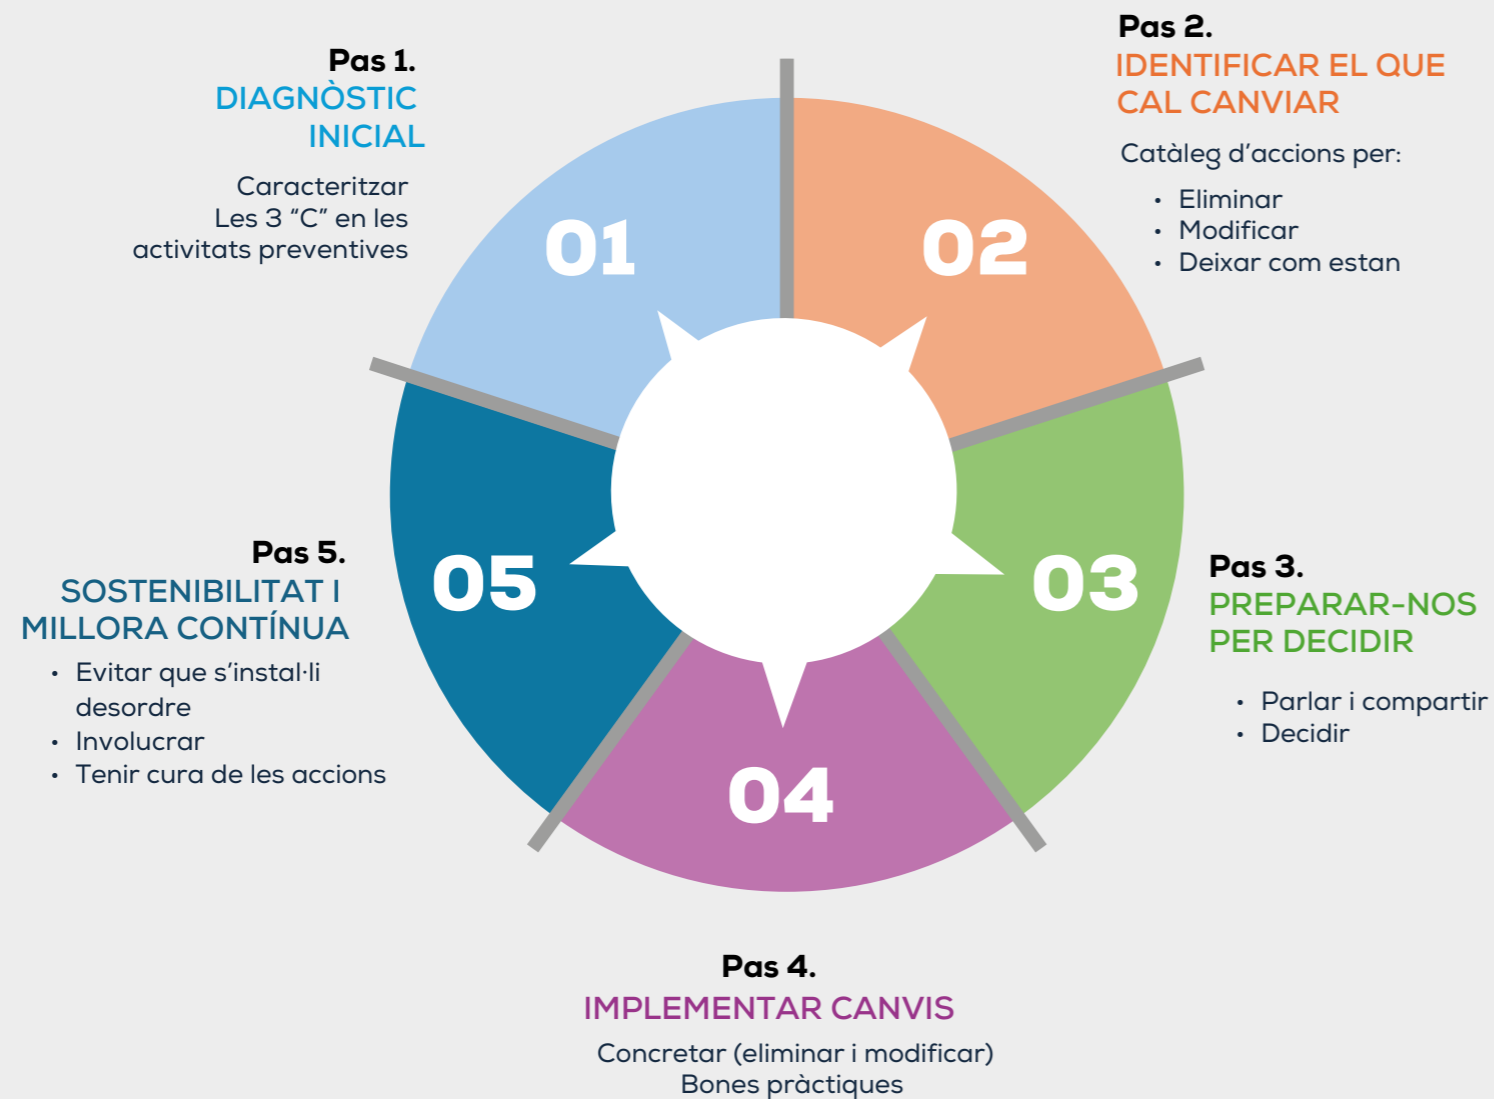 Pas 1.
DIAGNÒSTIC
INICIAL
Caracteritzar
Les 3 “C” en les
activitats preventives
01
Pas 2.
IDENTIFICAR EL QUE
CAL CANVIAR
Catàleg d’accions per:
• Eliminar
• Modificar
• Deixar com estan
02
Pas 3.
PREPARAR-NOS
PER DECIDIR
• Parlar i compartir
• Decidir
03
04
Pas 4.
IMPLEMENTAR CANVIS
Concretar (eliminar i modificar)
Bones pràctiques
Pas 5.
SOSTENIBILITAT I
MILLORA CONTÍNUA
• Evitar que s’instal·li
desordre
• Involucrar
• Tenir cura de les accions
05